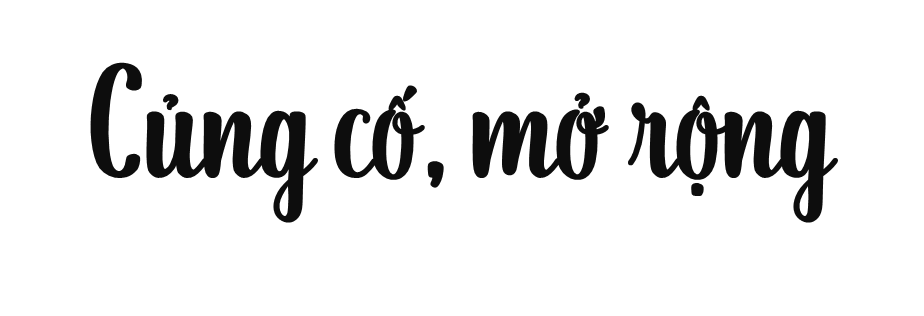 Củng cố, mở rộng